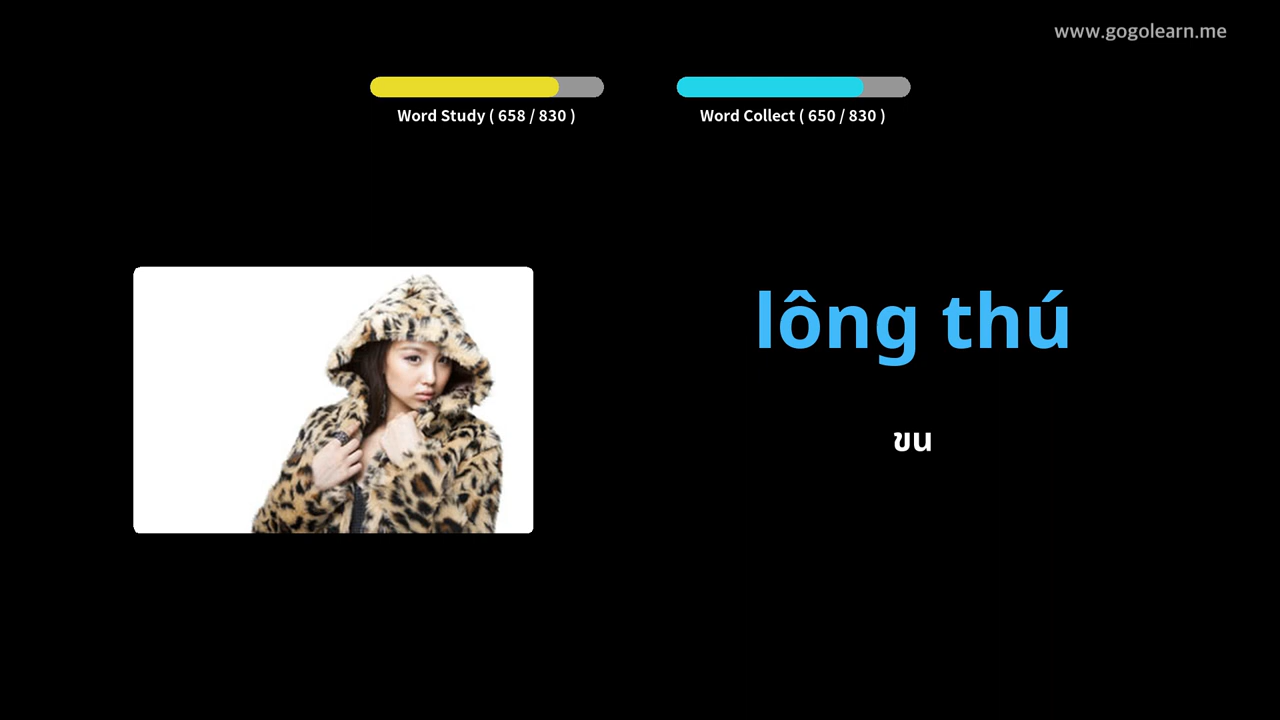 www.gogolearn.me
Word Study ( 658 / 830 )
Word Collect ( 650 / 830 )
lông thú
ขน